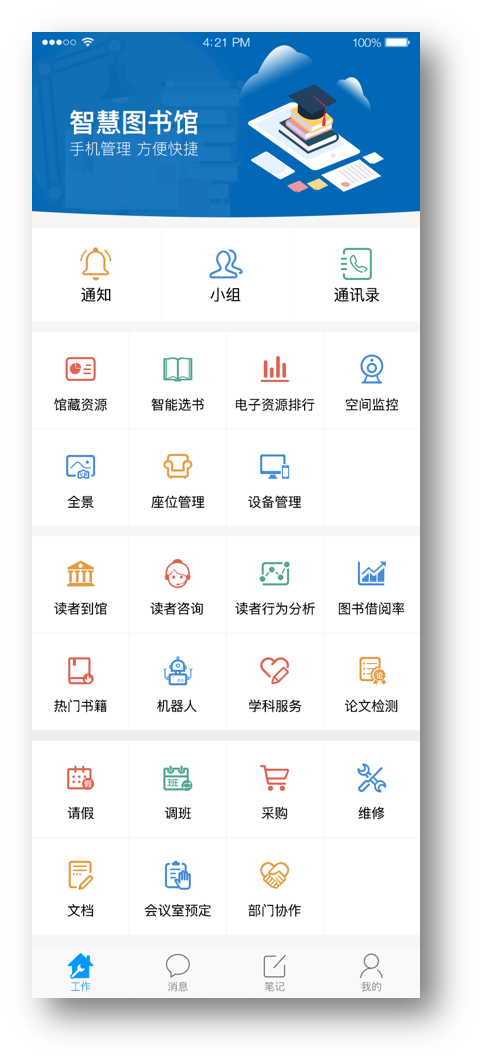 4:21 PM 100%
智慧图书馆
手机管理 方便快捷
通知 小组 通讯录
馆藏资源 智能选书 电子资源排行 空间监控
全景 座位管理 设备管理
读者到馆 读者咨询 读者行为分析 图书借阅率
热门书籍 机器人 学科服务 论文检测
班
请假 调班 采购 维修
文档 会议室预定 部门协作
工作 消息 笔记 我的